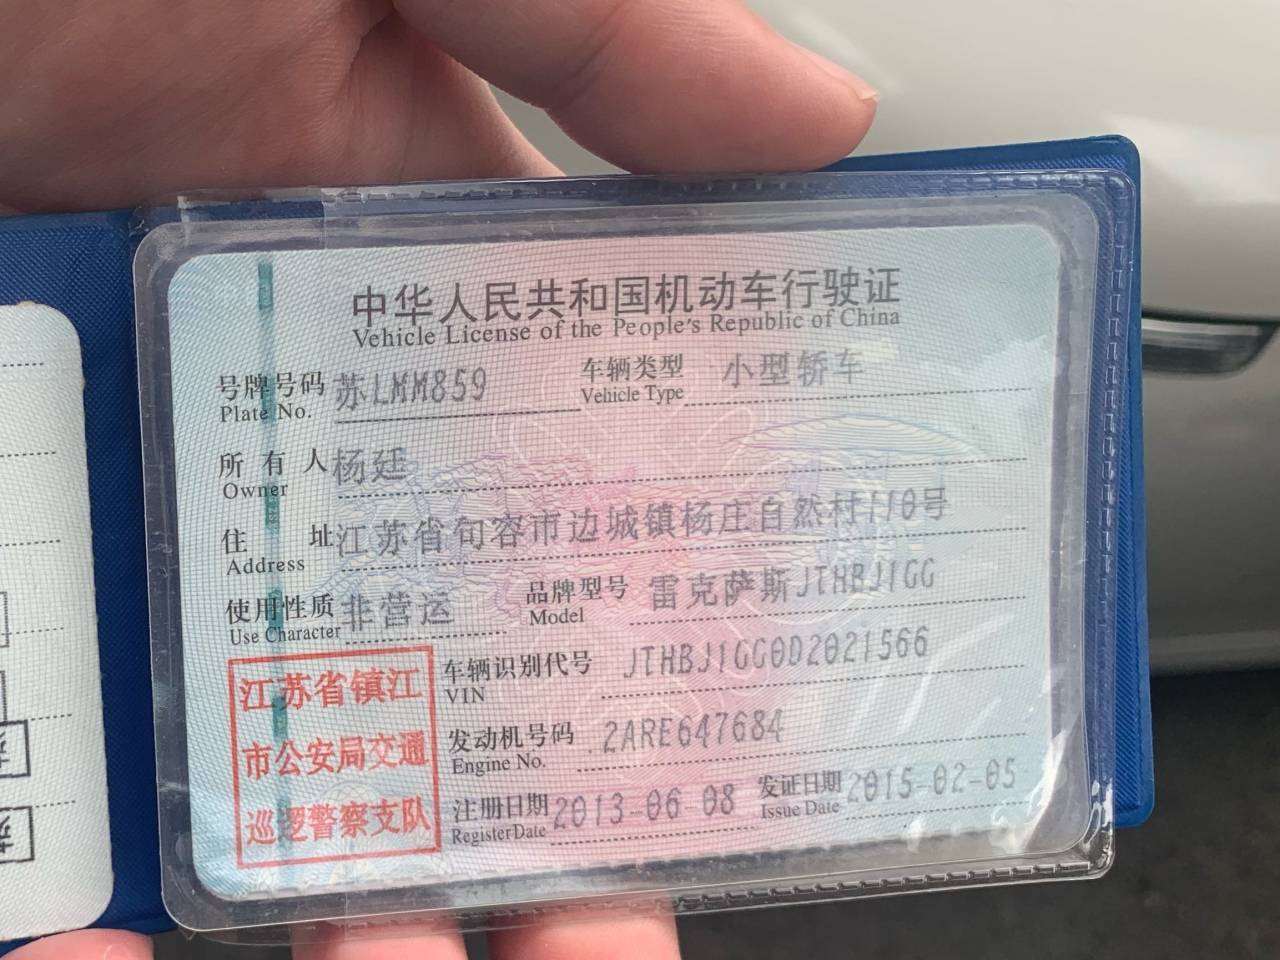 中华人民共和国机动车行驶证
Vehicle License of the People's Republic of China
号牌号码 苏LMM859 车辆类型 小型轿车
Plate No. Vehicle Type
所有人 杨廷
Owner
住址 江苏省句容市边城镇杨庄自然村110号
Address
使用性质 非营运 品牌型号 雷克萨斯JTHBJ1GG
Use Character Model
车辆识别代号 JTHBJ1GG0D2021566
VIN
发动机号码 2ARE647684
Engine No.
注册日期 2013-06-08 发证日期 2015-02-05
Register Date Issue Date
江苏省镇江
市公安局交通
巡逻警察支队